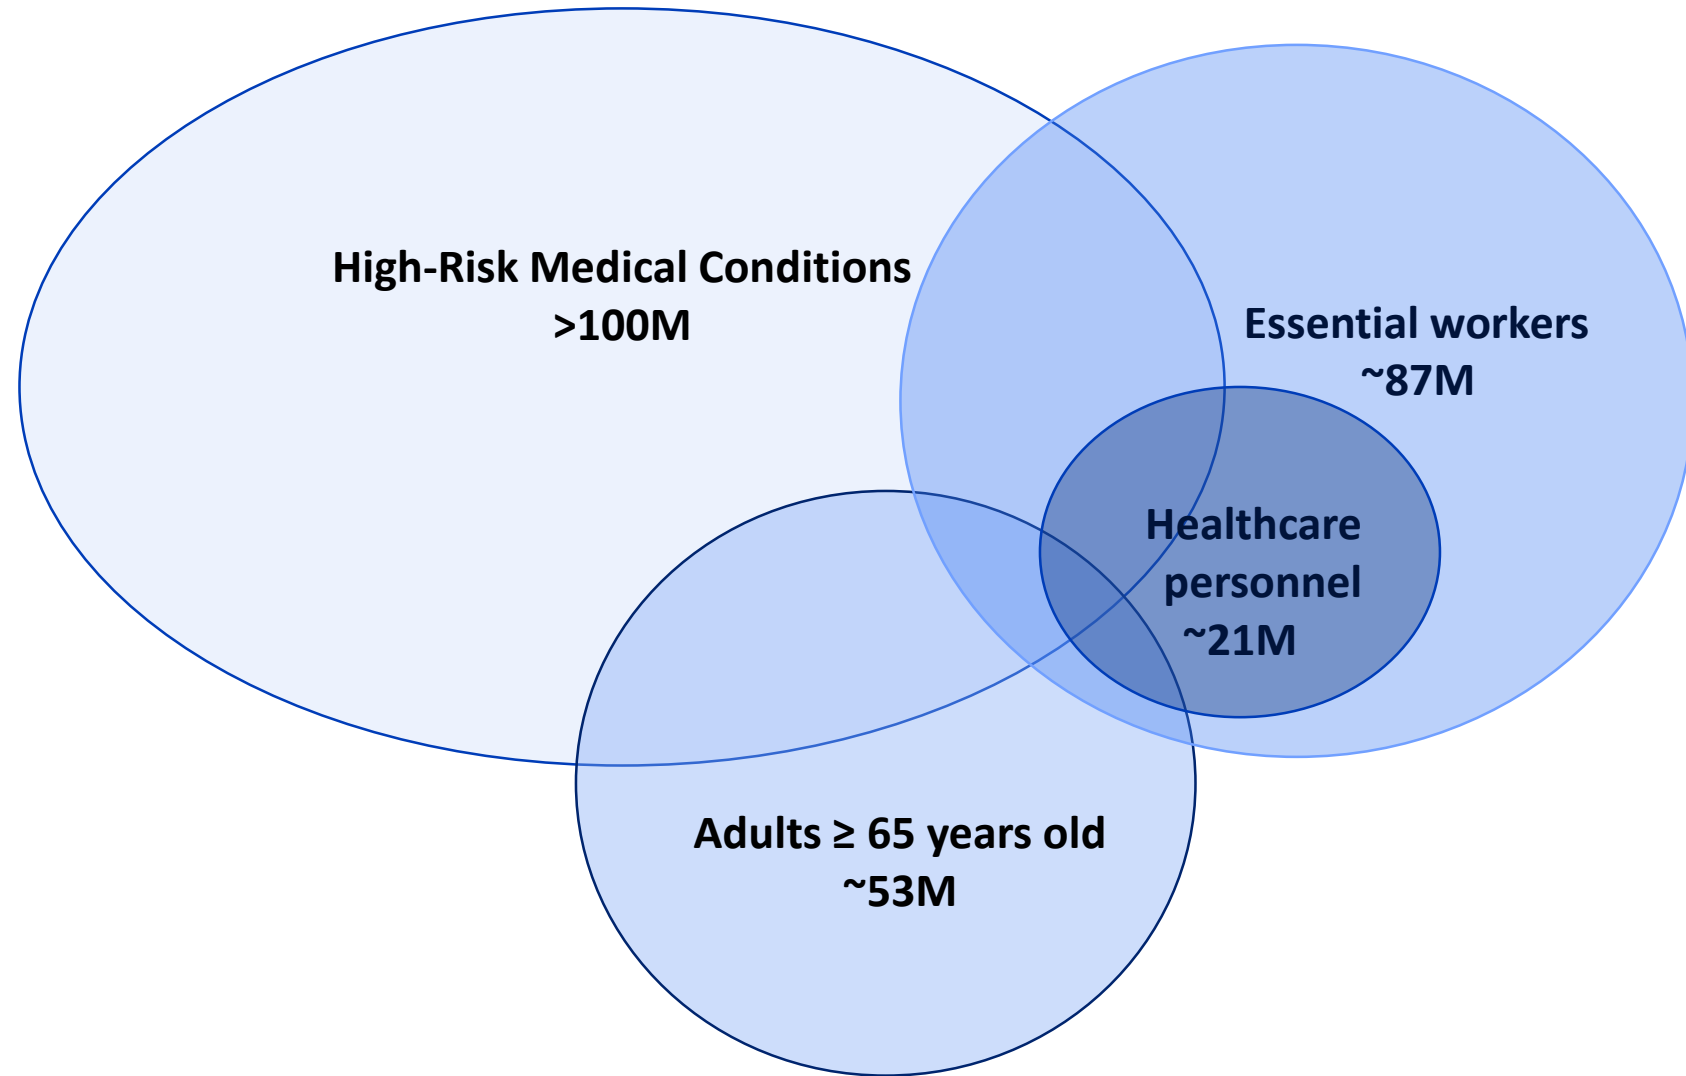 High-Risk Medical Conditions
>100M
Essential workers
~87M
Healthcare
personnel
~21M
Adults ≥ 65 years old
~53M